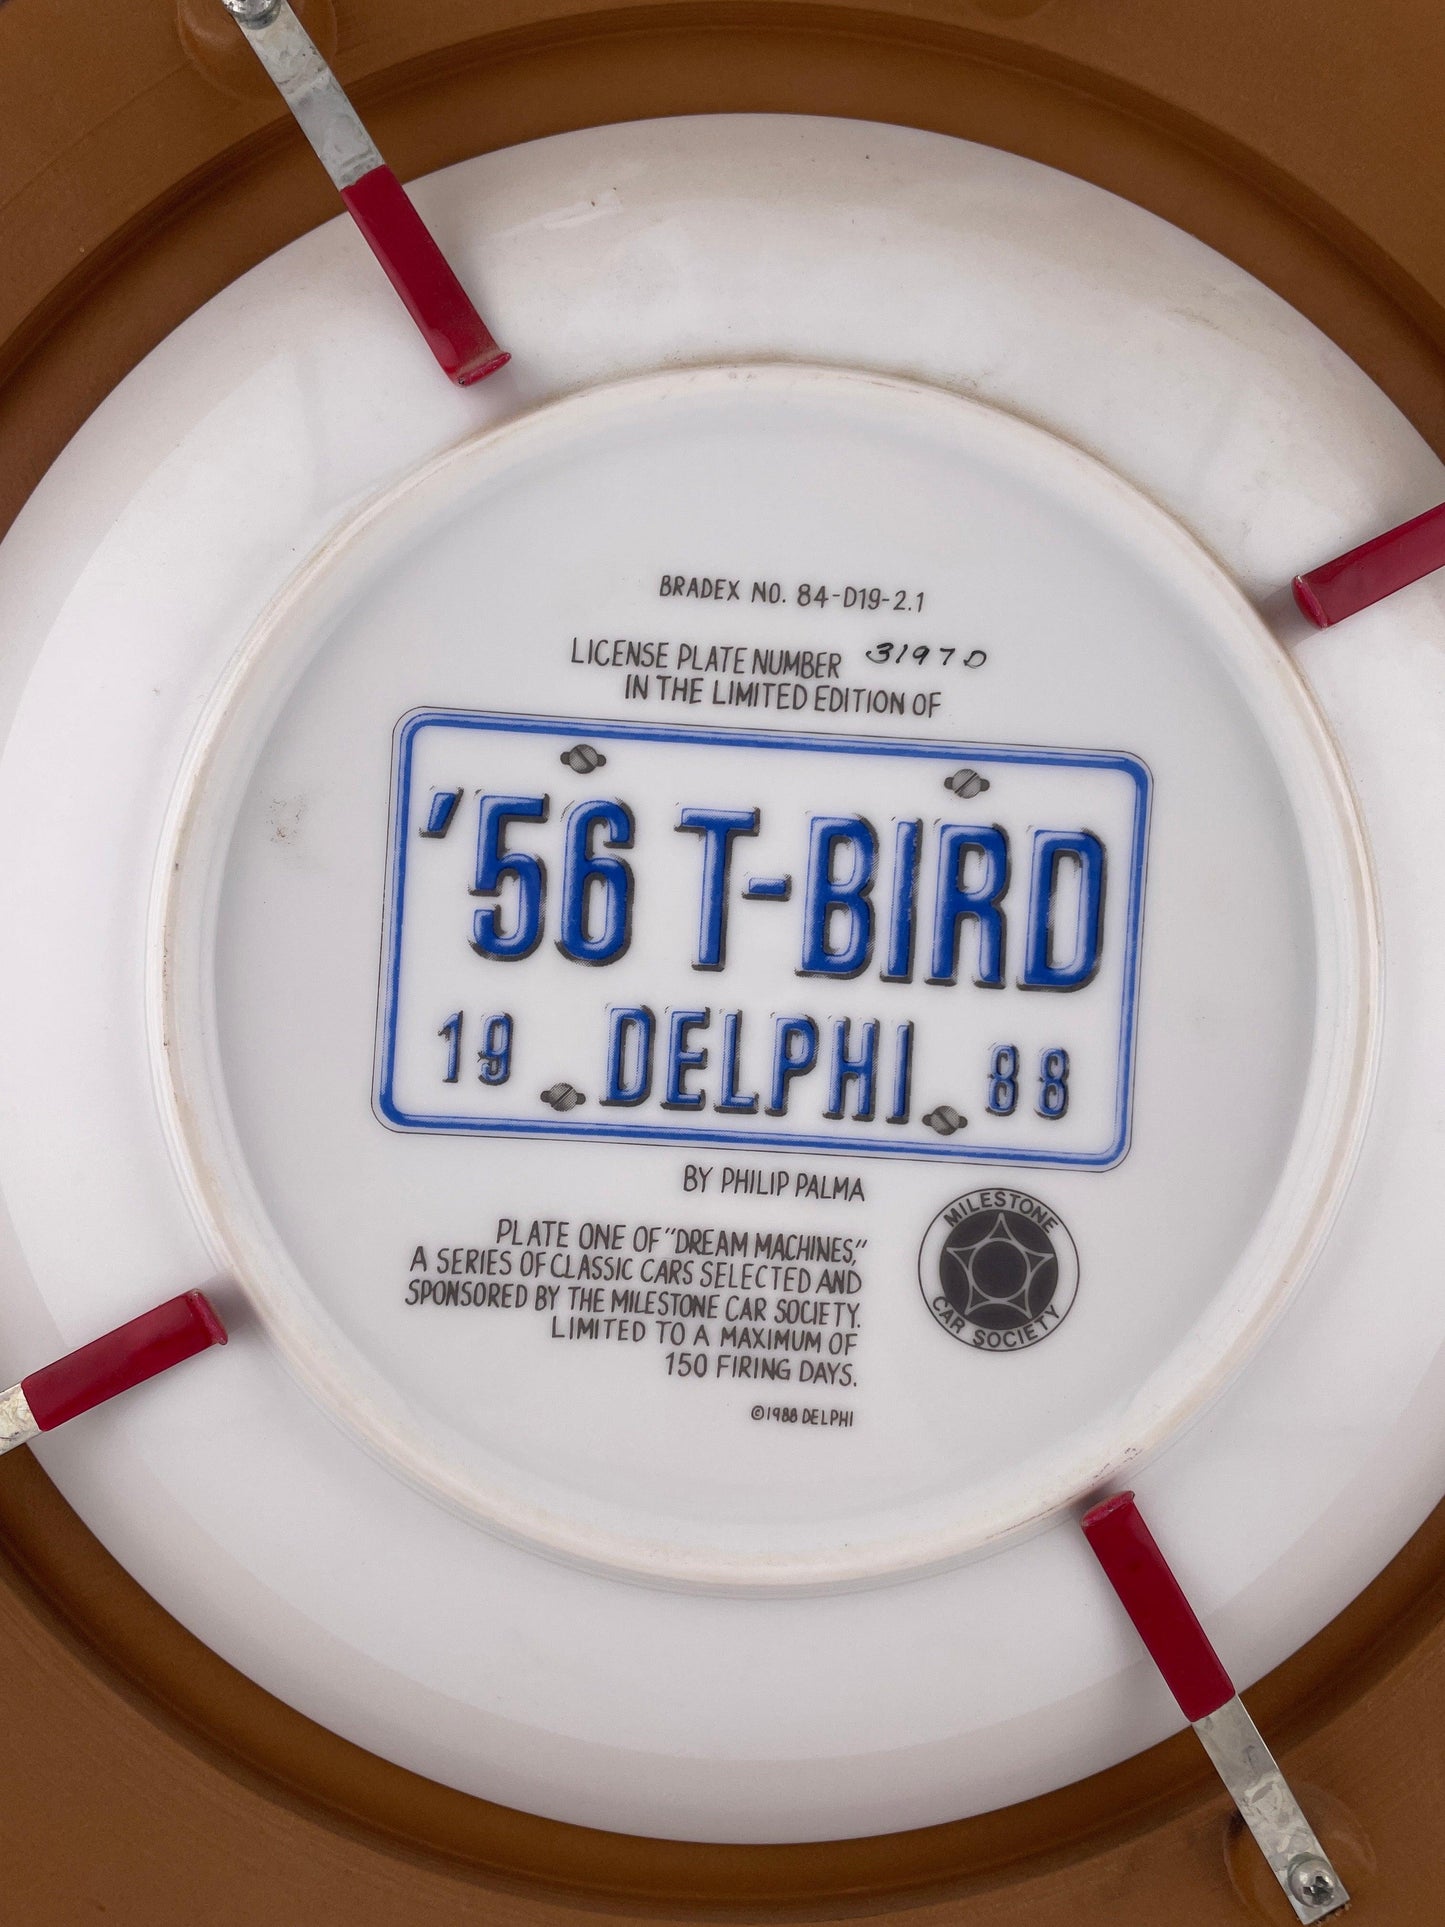 BRADEX NO. 84-D19-2.1
LICENSE PLATE NUMBER 3197D
IN THE LIMITED EDITION OF
'56 T-BIRD
19 DELPHI 88
BY PHILIP PALMA
PLATE ONE OF "DREAM MACHINES,"
A SERIES OF CLASSIC CARS SELECTED AND
SPONSORED BY THE MILESTONE CAR SOCIETY.
LIMITED TO A MAXIMUM OF
150 FIRING DAYS.
MILESTONE
CAR SOCIETY
©1988 DELPHI